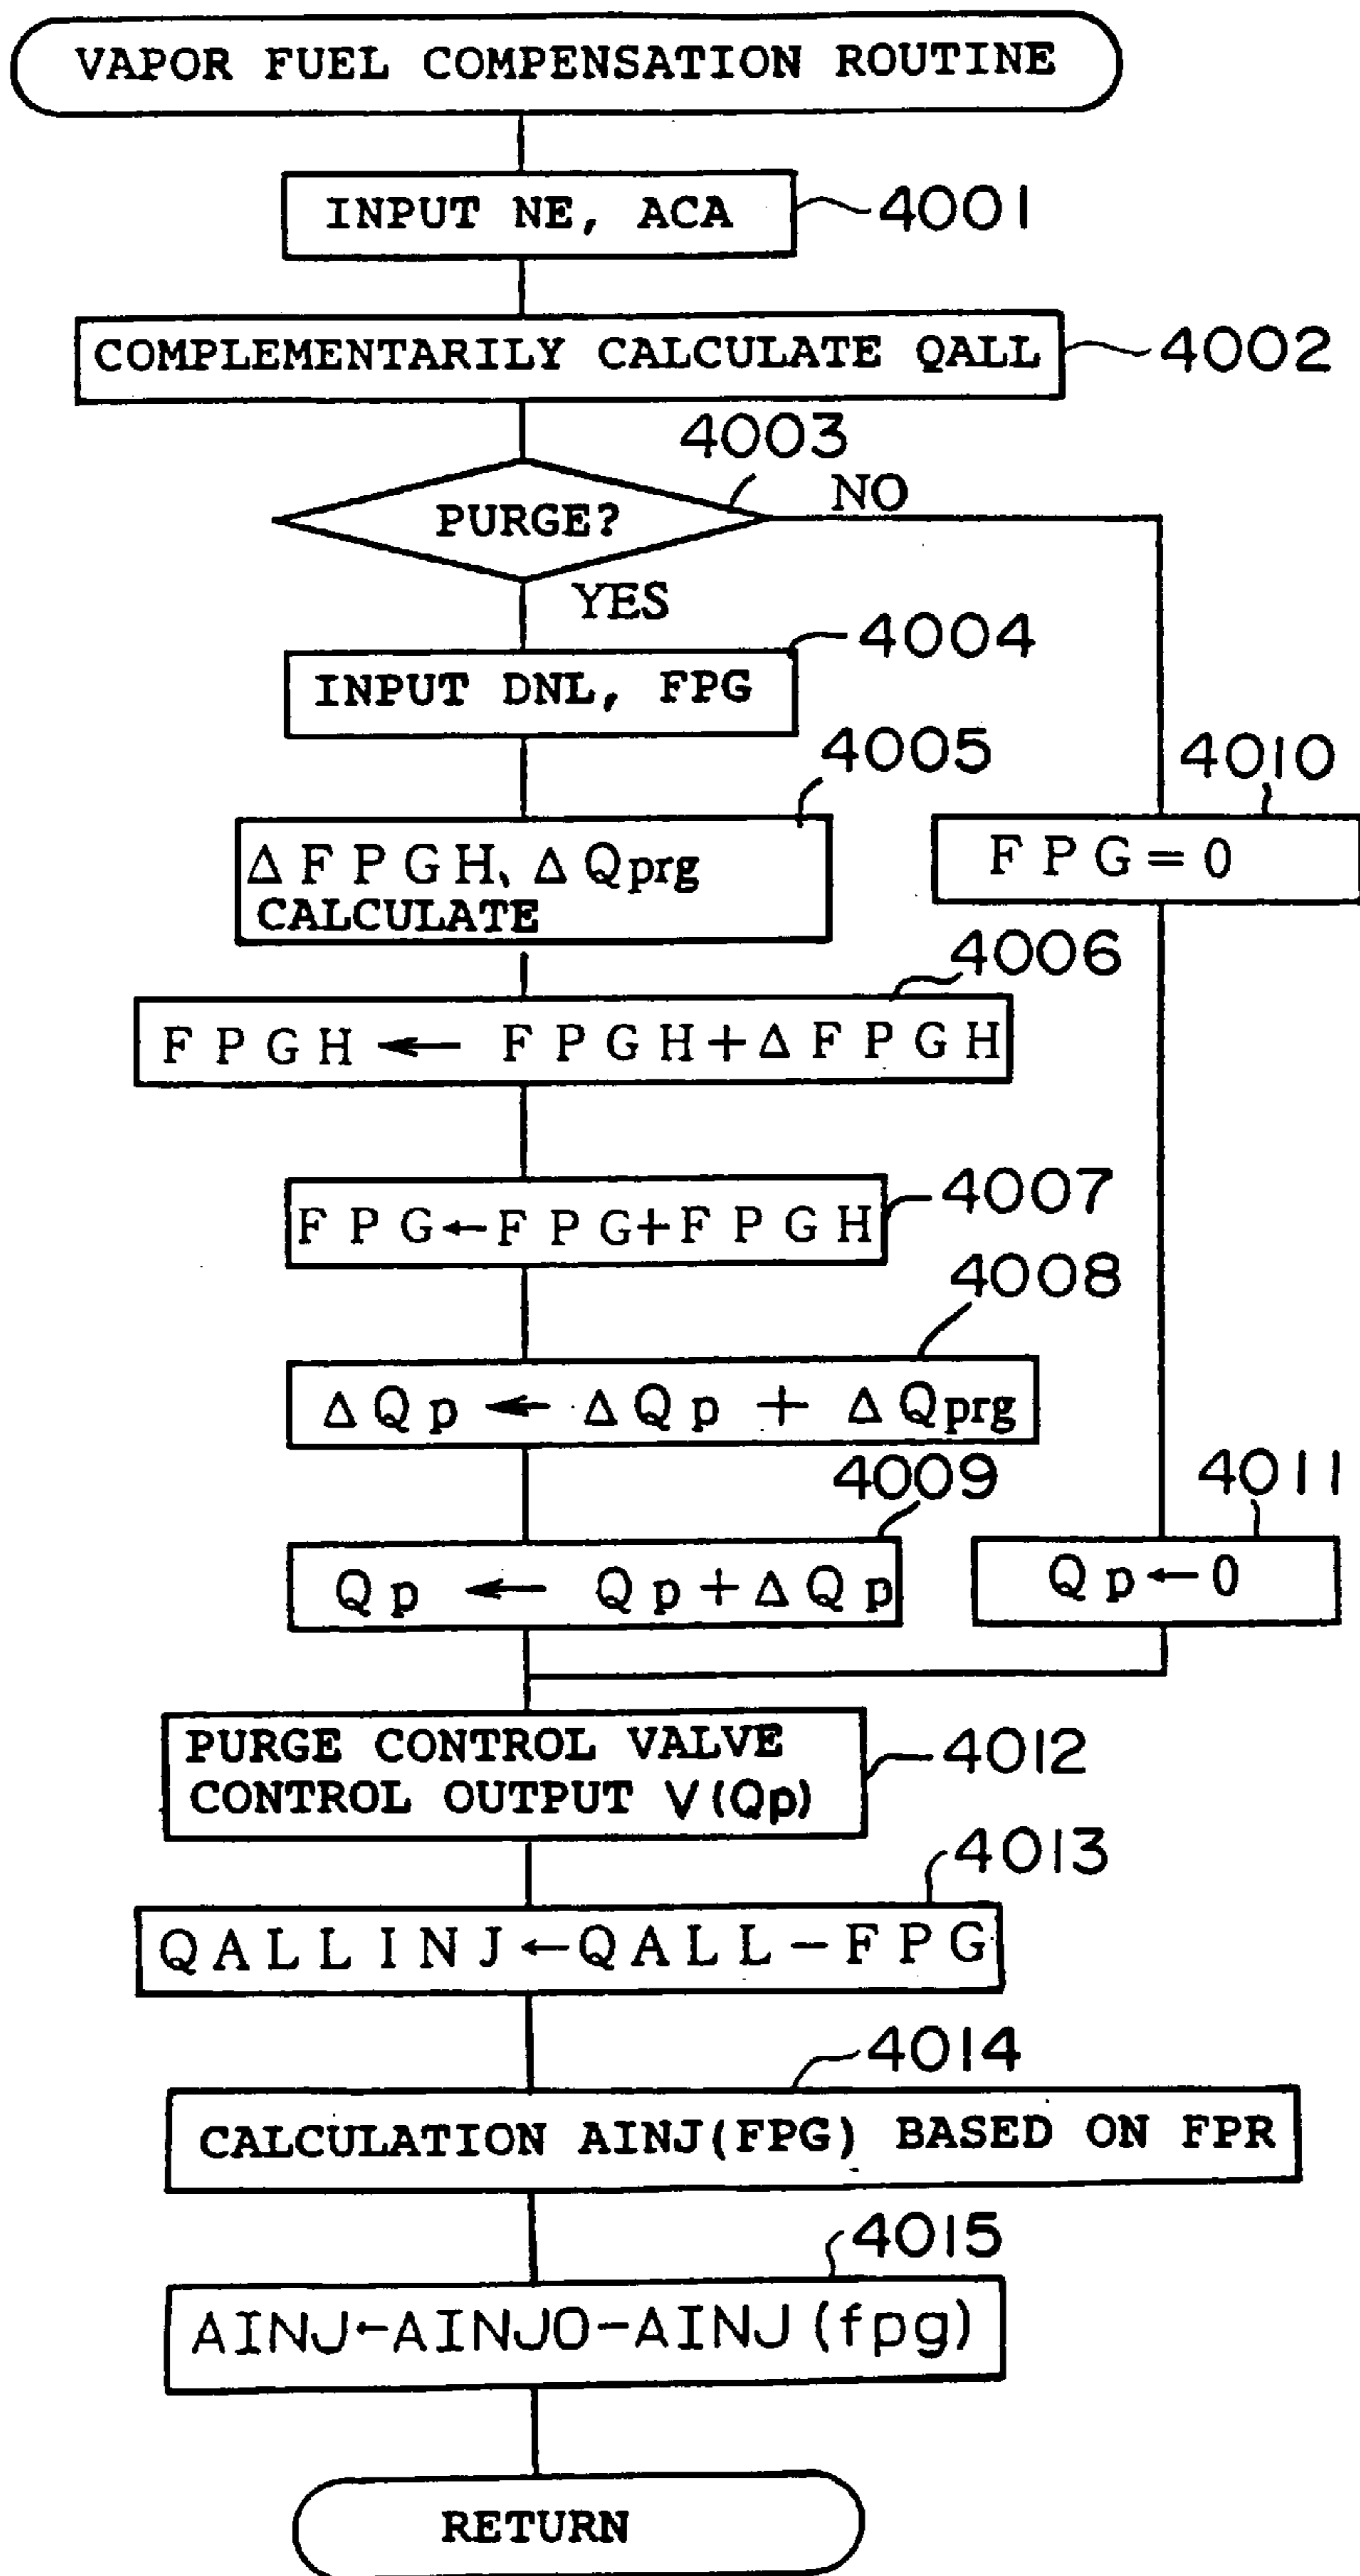 VAPOR FUEL COMPENSATION ROUTINE
INPUT NE, ACA
4001
COMPLEMENTARILY CALCULATE QALL
4002
4003
PURGE?
NO
YES
4004
INPUT DNL, FPG
4005
ΔFPGH、ΔQprg
CALCULATE
4010
FPG=0
4006
FPGH ← FPGH+ΔFPGH
4007
FPG←FPG+FPGH
4008
ΔQp ← ΔQp + ΔQprg
4009
Qp ← Qp+ΔQp
4011
Qp←0
PURGE CONTROL VALVE
CONTROL OUTPUT V(Qp)
4012
4013
QALLINJ←QALL-FPG
4014
CALCULATION AINJ(FPG) BASED ON FPR
4015
AINJ←AINJO-AINJ(fpg)
RETURN